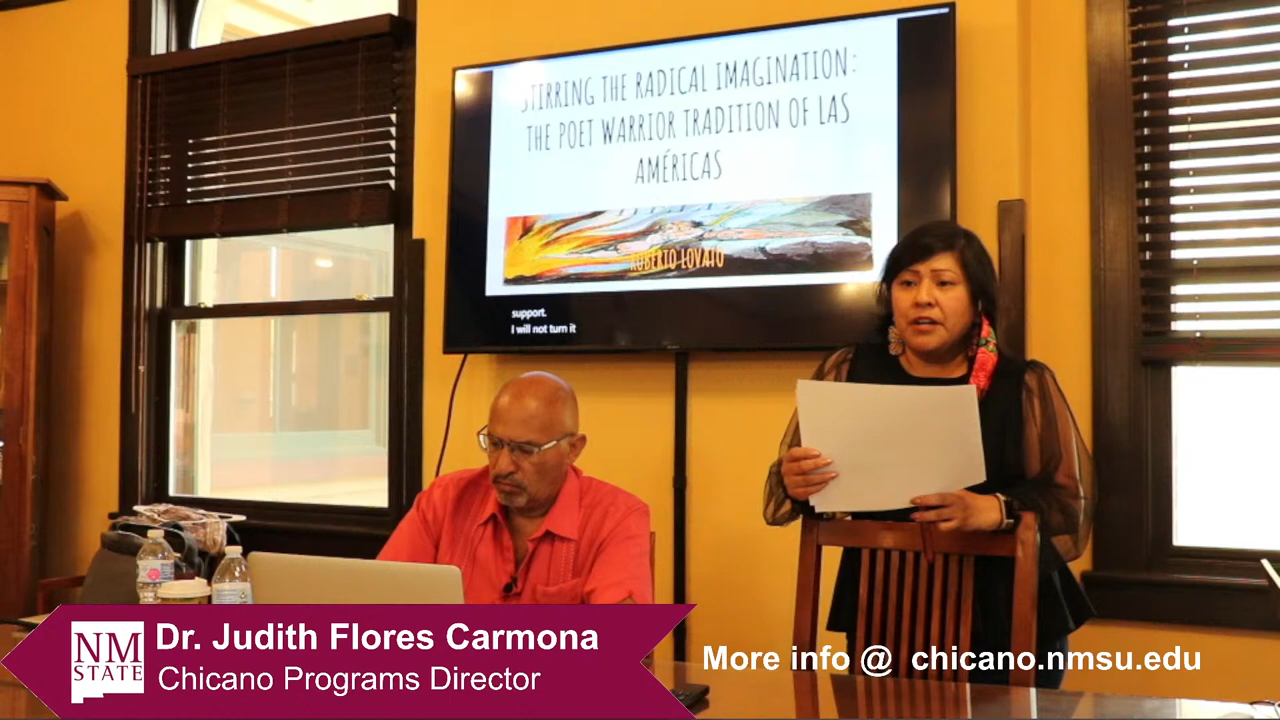 STIRRING THE RADICAL IMAGINATION:
THE POET WARRIOR TRADITION OF LAS
AMÉRICAS
ROBERTO LOVATO
support.
I will not turn it
NM
STATE
Dr. Judith Flores Carmona
Chicano Programs Director
More info @ chicano.nmsu.edu